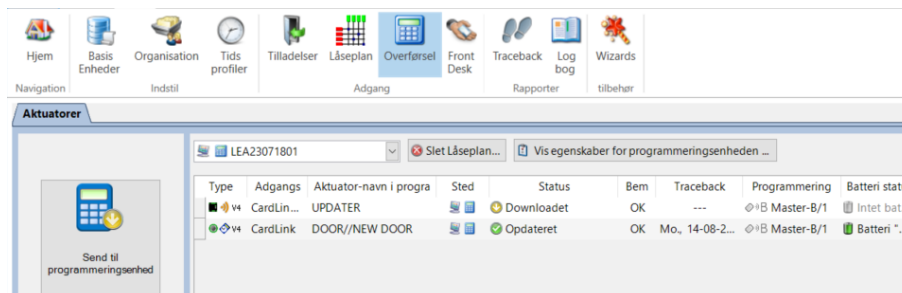 Hjem Basis Enheder Organisation Tids profiler Tilladelser Låseplan Overførsel Front Desk Traceback Log bog Wizards
Navigation Indstil Adgang Rapporter tilbehør
Aktuatorer
LEA23071801 Slet Låseplan... Vis egenskaber for programmeringsenheden ...
Type Adgangs Aktuator-navn i progra Sted Status Bem Traceback Programmering Batteri stat
V4 CardLin... UPDATER Downloadet OK --- B Master-B/1 Intet bat
V4 CardLink DOOR//NEW DOOR Opdateret OK Mo., 14-08-2... B Master-B/1 Batteri ".
Send til
programmeringsenhed